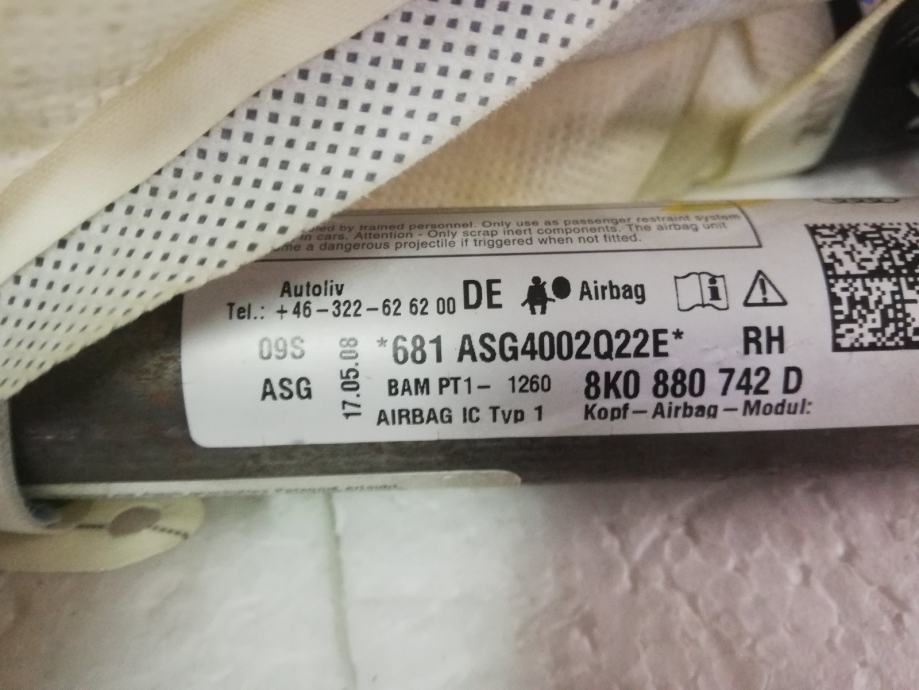 led by trained personnel. Only use as passenger restraint system
in cars. Attention - Only scrap inert components. The airbag unit
me a dangerous projectile if triggered when not fitted.
Autoliv
Tel.: +46-322-62 62 00
DE
Airbag
i
09S
17.05.08
*681 ASG4002Q22E*
RH
ASG
BAM PT1- 1260
8K0 880 742 D
AIRBAG IC Typ 1
Kopf-Airbag-Modul: